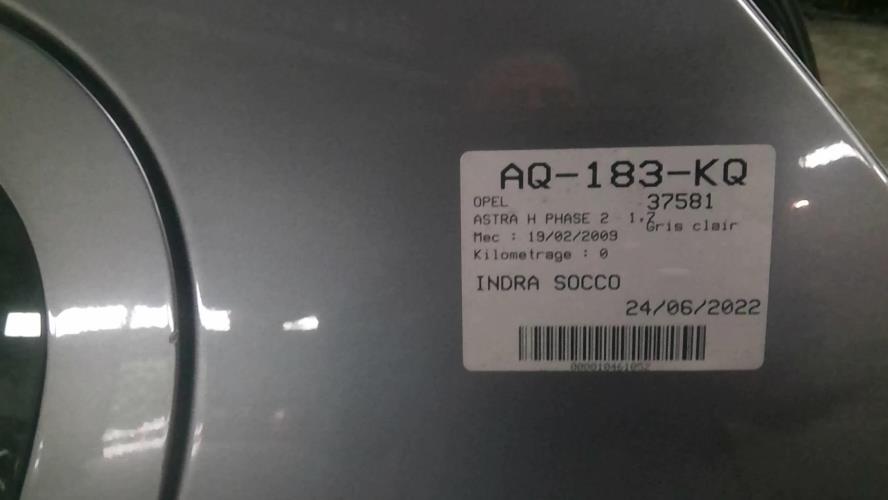 AQ-183-KQ
OPEL 37581
ASTRA H PHASE 2 1.7
Gris clair
Mec : 19/02/2009
Kilometrage : 0
INDRA SOCCO
24/06/2022
000010461052